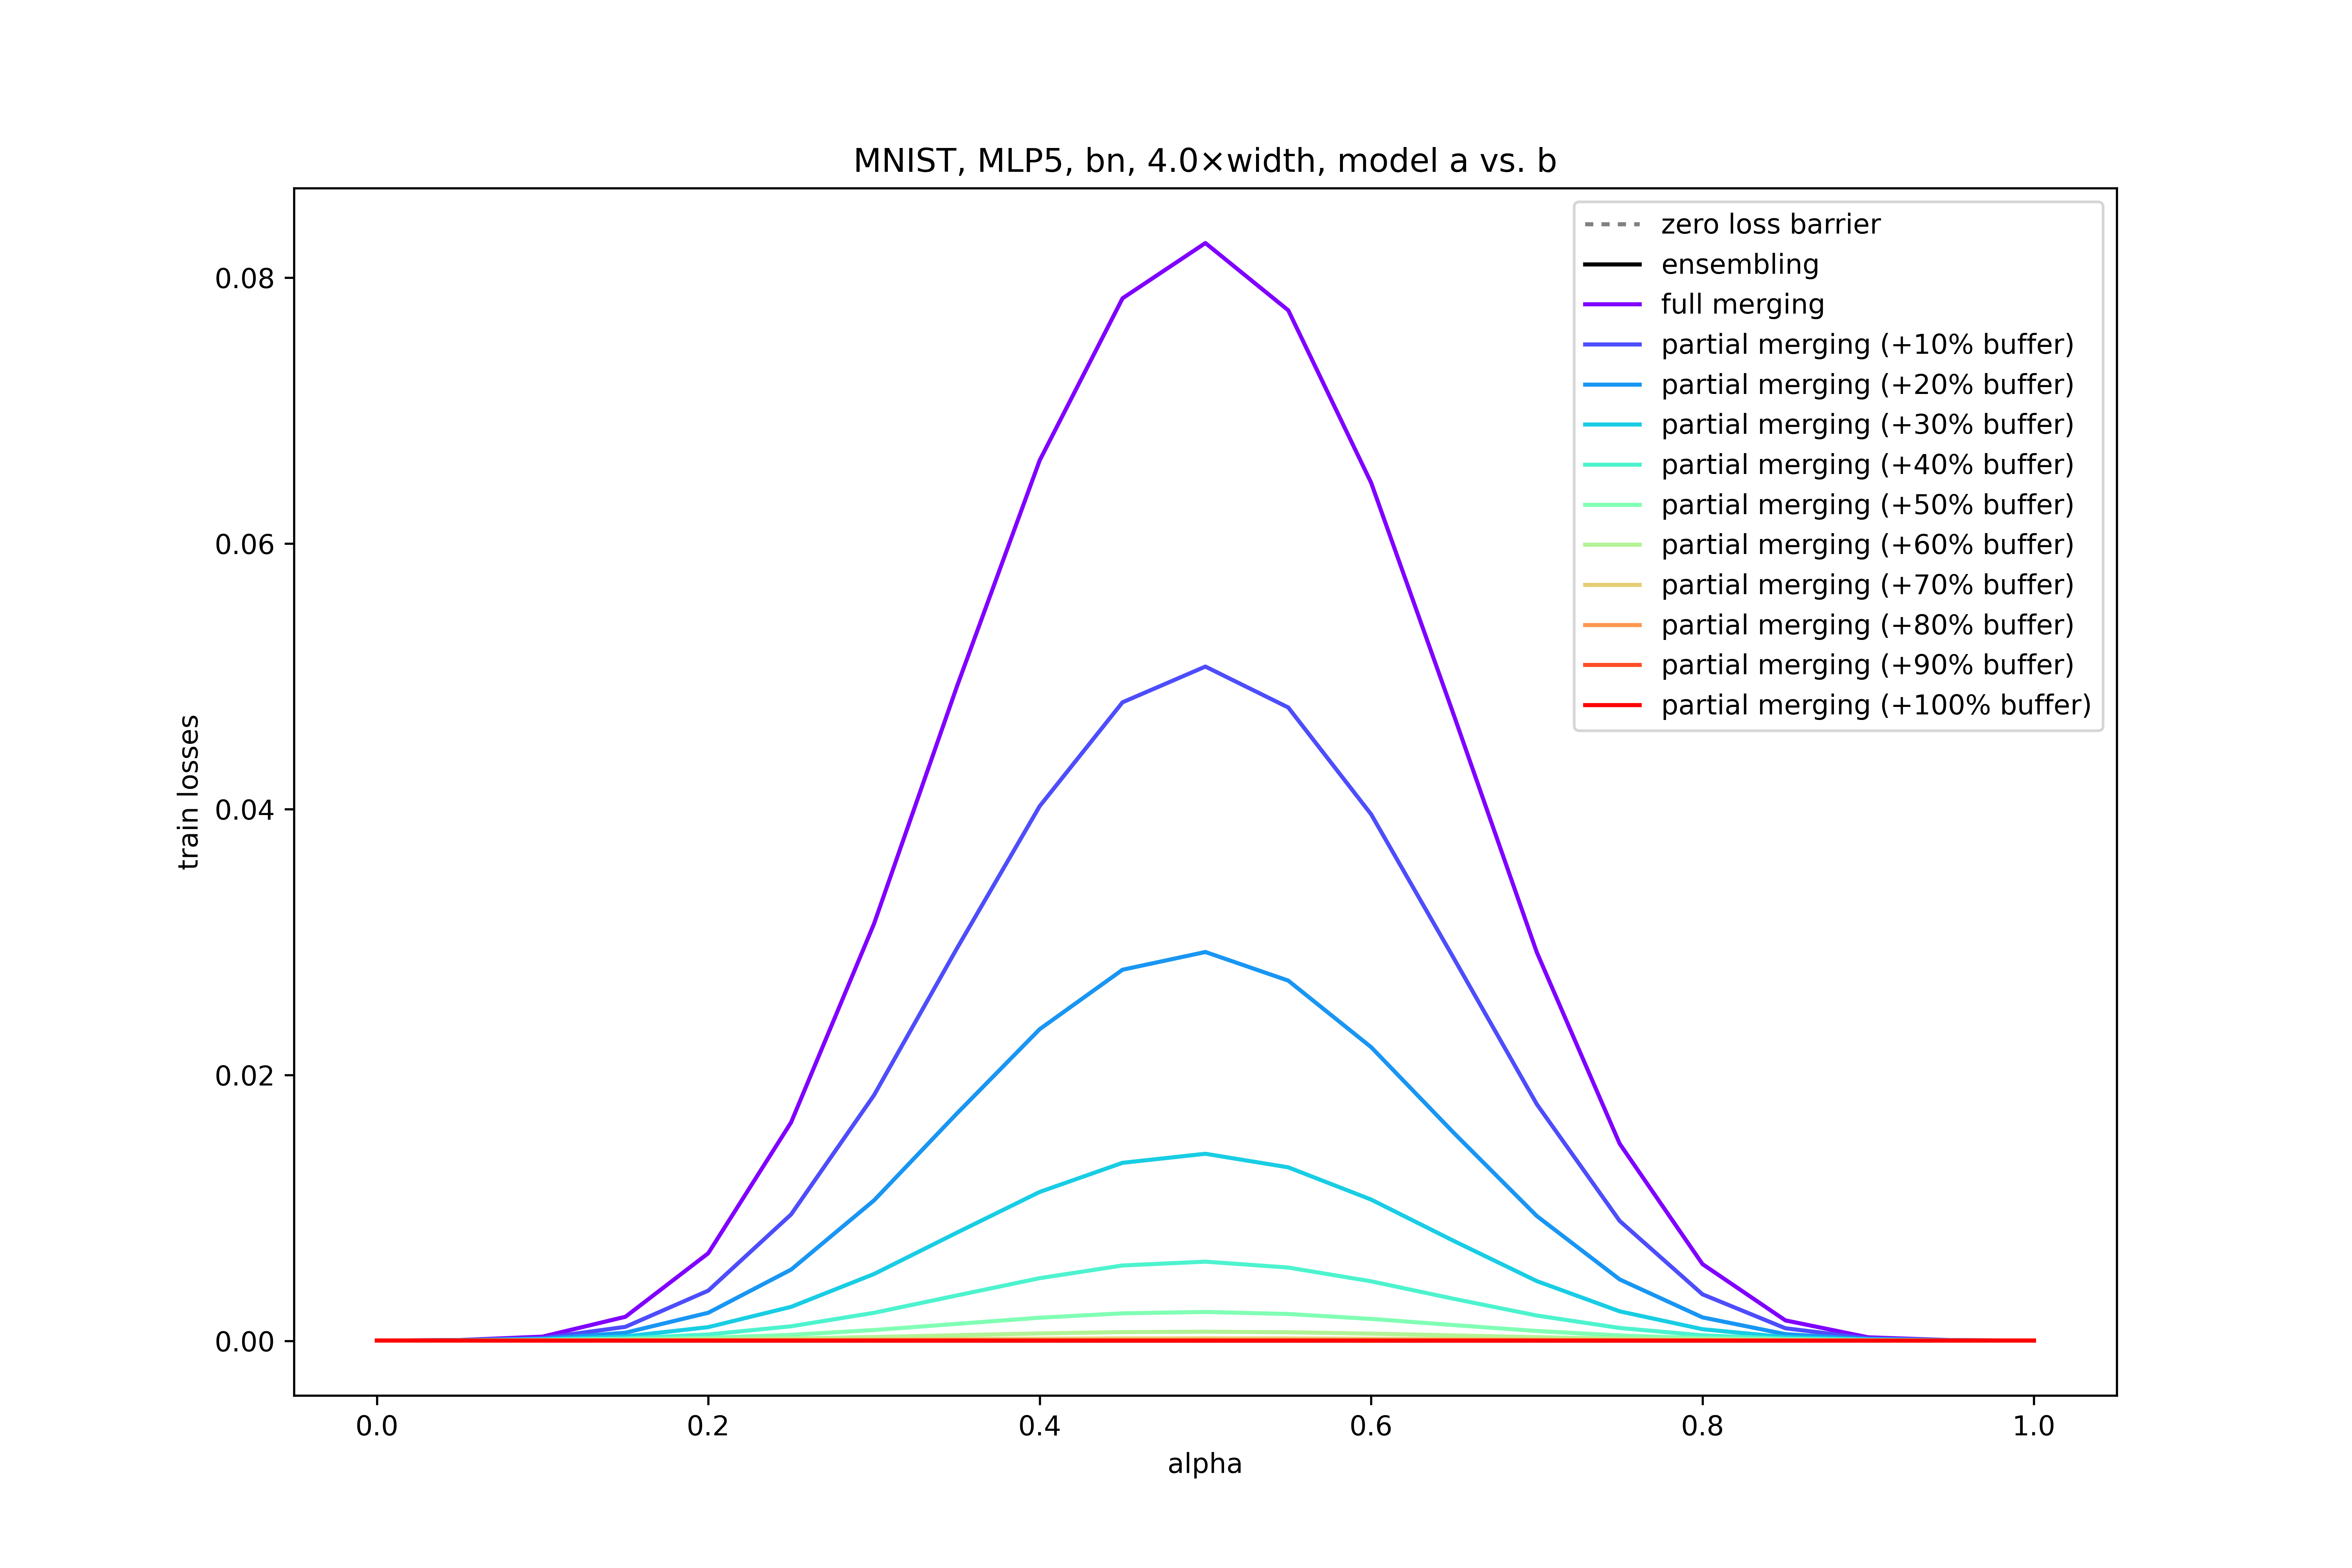 MNIST, MLP5, bn, 4.0×width, model a vs. b
zero loss barrier
ensembling
full merging
partial merging (+10% buffer)
partial merging (+20% buffer)
partial merging (+30% buffer)
partial merging (+40% buffer)
partial merging (+50% buffer)
partial merging (+60% buffer)
partial merging (+70% buffer)
partial merging (+80% buffer)
partial merging (+90% buffer)
partial merging (+100% buffer)
train losses
0.08
0.06
0.04
0.02
0.00
0.0 0.2 0.4 0.6 0.8 1.0
alpha